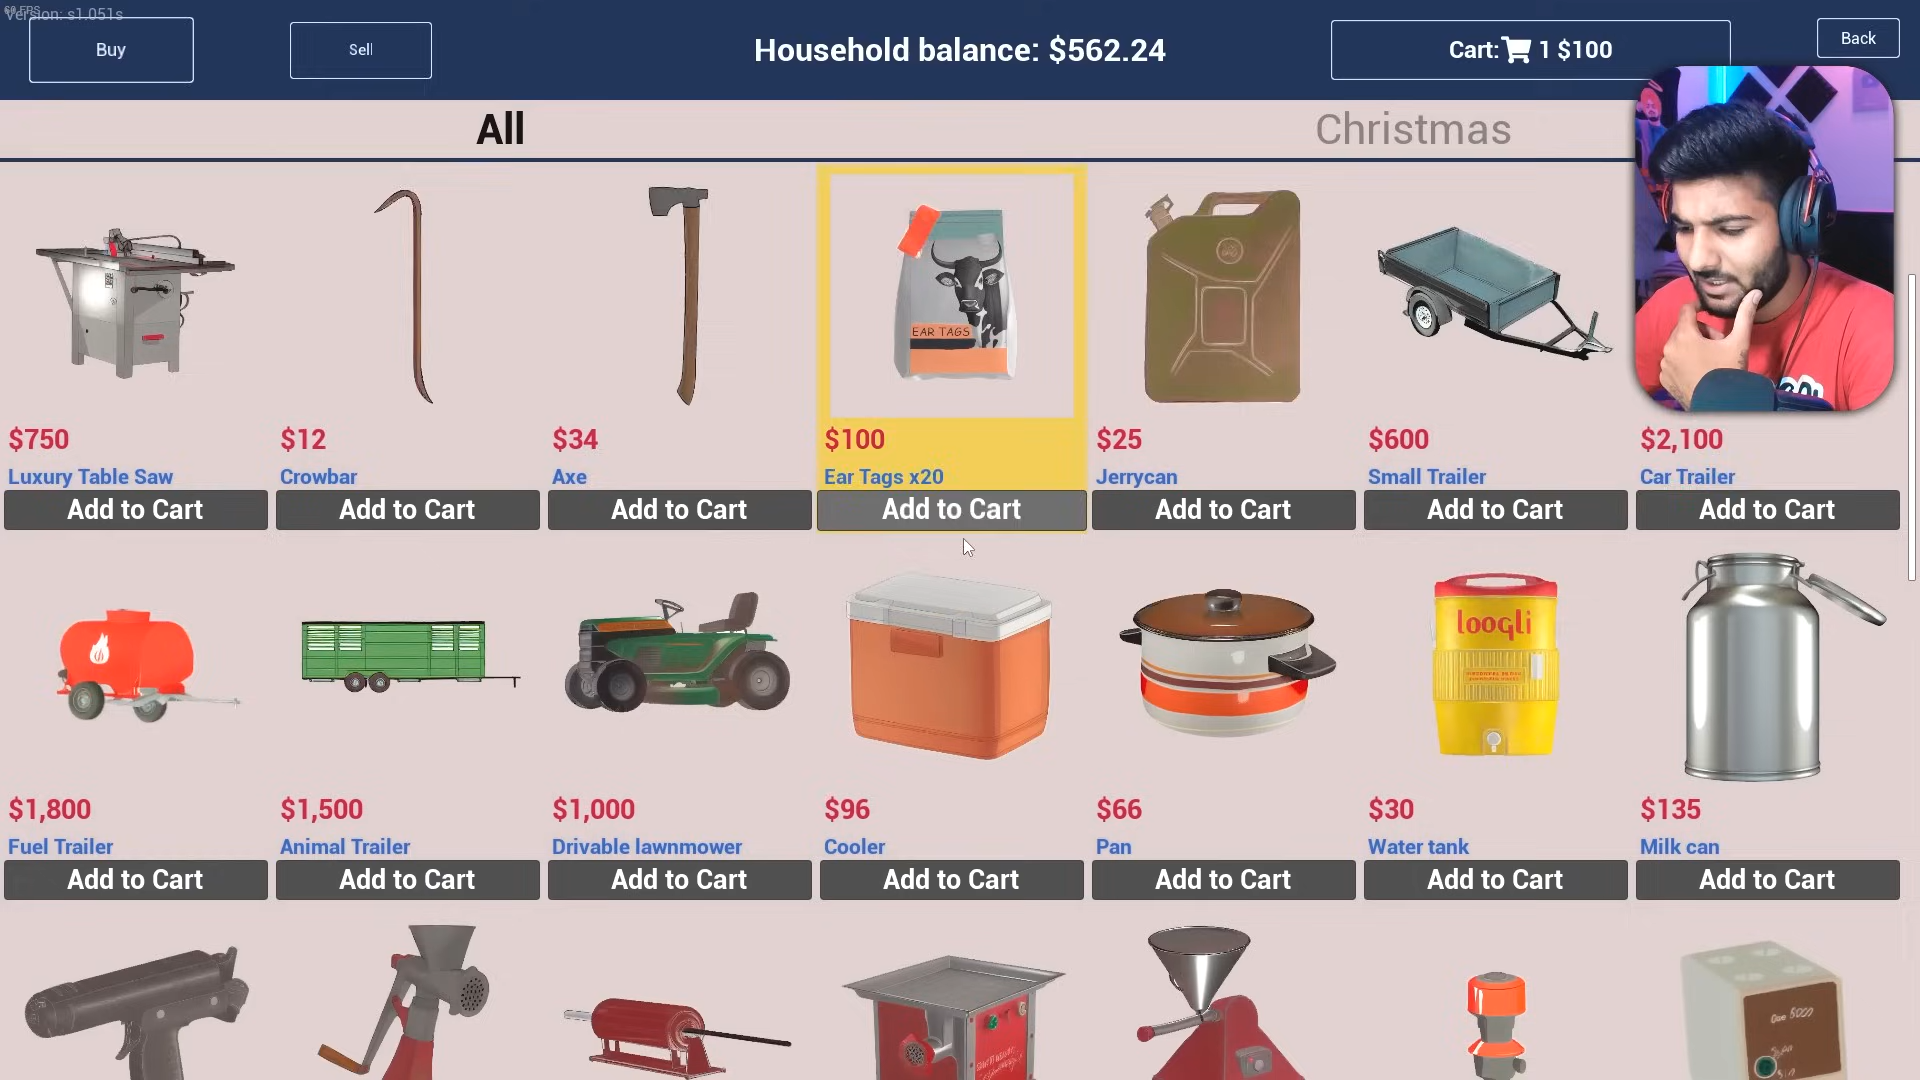 60 FPS
Version: s1.051s
Buy
Sell
Household balance: $562.24
Cart: 1 $100
Back
All
Christmas
EAR TAGS
$750
$12
$34
$100
$25
$600
$2,100
Luxury Table Saw
Crowbar
Axe
Ear Tags x20
Jerrycan
Small Trailer
Car Trailer
Add to Cart
Add to Cart
Add to Cart
Add to Cart
Add to Cart
Add to Cart
Add to Cart
loogli
$1,800
$1,500
$1,000
$96
$66
$30
$135
Fuel Trailer
Animal Trailer
Drivable lawnmower
Cooler
Pan
Water tank
Milk can
Add to Cart
Add to Cart
Add to Cart
Add to Cart
Add to Cart
Add to Cart
Add to Cart